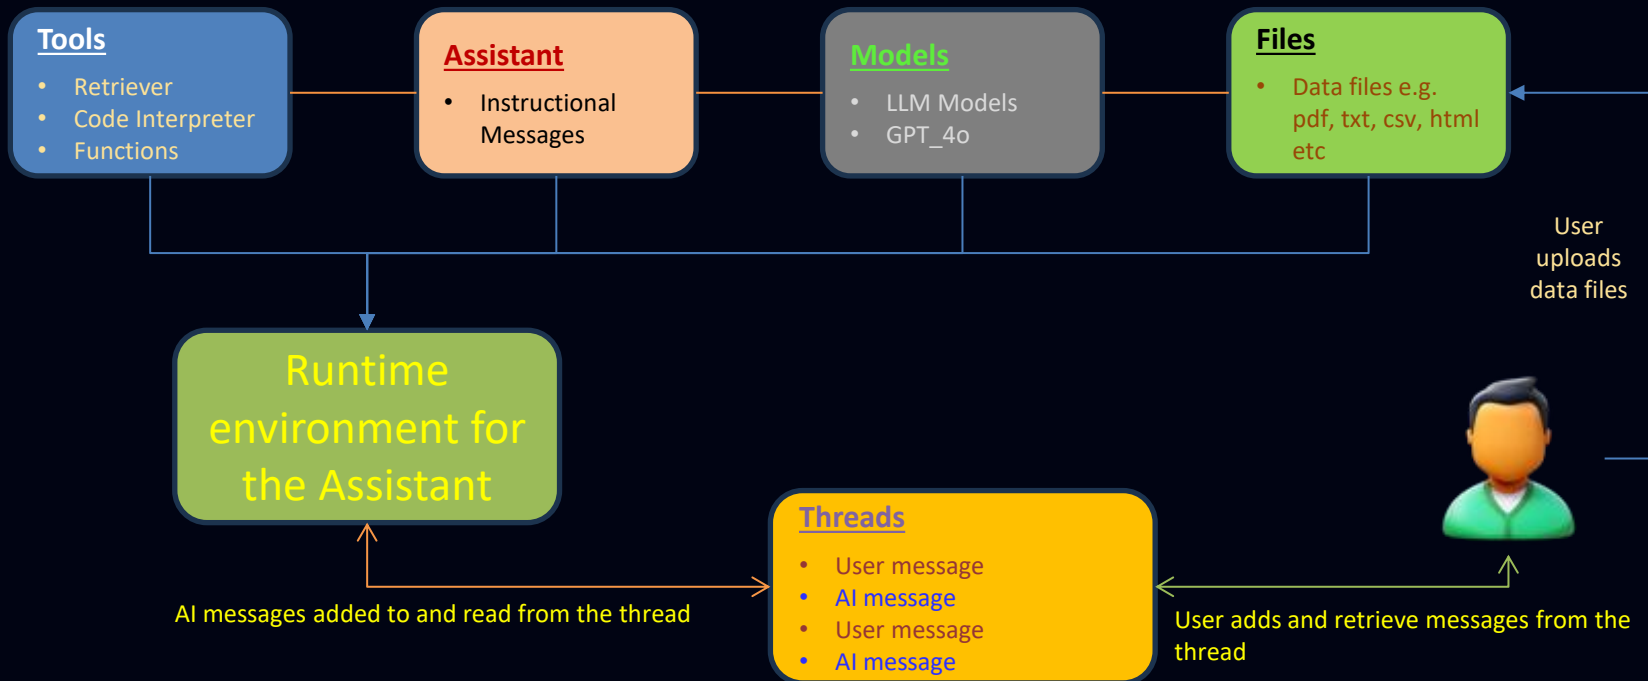 Tools
• Retriever
• Code Interpreter
• Functions
Assistant
• Instructional
Messages
Models
• LLM Models
• GPT_4o
Files
• Data files e.g.
pdf, txt, csv, html
etc
User
uploads
data files
Runtime
environment for
the Assistant
Threads
• User message
• AI message
• User message
• AI message
AI messages added to and read from the thread
User adds and retrieve messages from the
thread